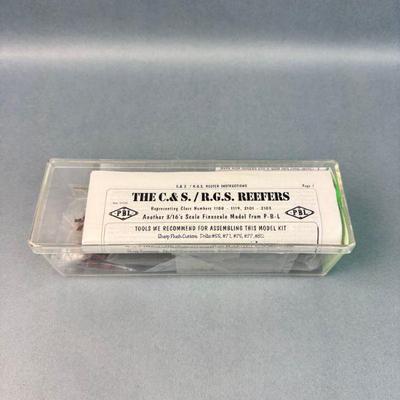 C.& S. / R.G.S. REEFER INSTRUCTIONS Page 1
THE C.& S./R.G.S. REEFERS
Representing Class Numbers 1100 - 1119, 2101 - 2105
PBL PBL
Another 3/16's Scale Finescale Model from P-B-L
TOOLS WE RECOMMEND FOR ASSEMBLING THIS MODEL KIT